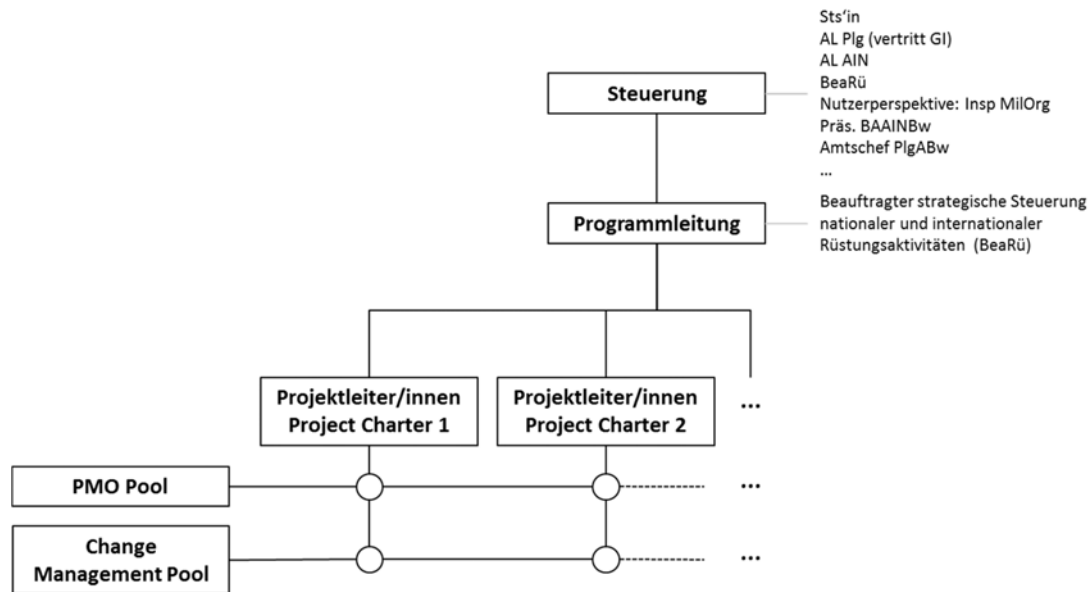 Sts‘in
AL Plg (vertritt GI)
AL AIN
BeaRü
Nutzerperspektive: Insp MilOrg
Präs. BAAINBw
Amtschef PlgABw
...
Steuerung
Programmleitung
Beauftragter strategische Steuerung
nationaler und internationaler
Rüstungsaktivitäten (BeaRü)
Projektleiter/innen
Project Charter 1
Projektleiter/innen
Project Charter 2
...
PMO Pool
...
Change
Management Pool
...